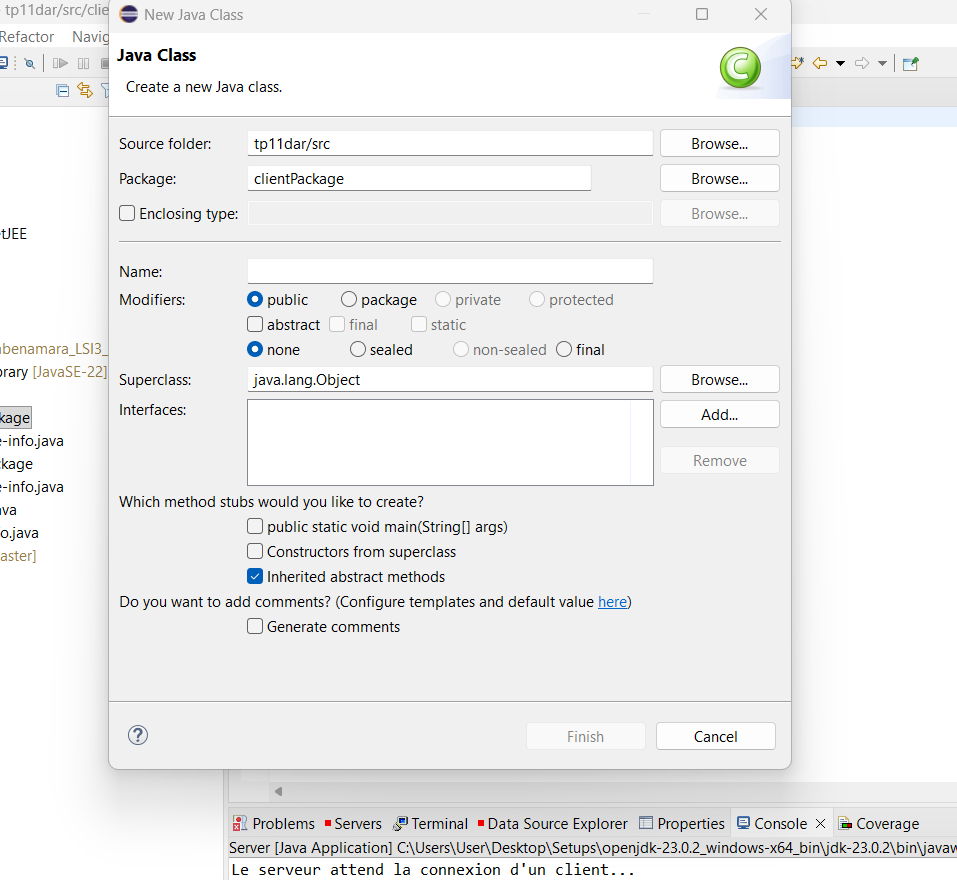 tp11dar/src/clie
New Java Class
Refactor Navig
Java Class
Create a new Java class.
Source folder: tp11dar/src Browse...
Package: clientPackage Browse...
Enclosing type: Browse...
tJEE
Name:
Modifiers: public package private protected
abstract final static
none sealed non-sealed final
benamara_LSI3_
brary [JavaSE-22]
Superclass: java.lang.Object Browse...
Interfaces: Add...
kage
e-info.java
Remove
kage
e-info.java
Which method stubs would you like to create?
ava
public static void main(String[] args)
o.java
Constructors from superclass
aster]
Inherited abstract methods
Do you want to add comments? (Configure templates and default value here)
Generate comments
?
Finish Cancel
Problems Servers Terminal Data Source Explorer Properties Console Coverage
Server [Java Application] C:\Users\User\Desktop\Setups\openjdk-23.0.2_windows-x64_bin\jdk-23.0.2\bin\javaw
Le serveur attend la connexion d'un client...